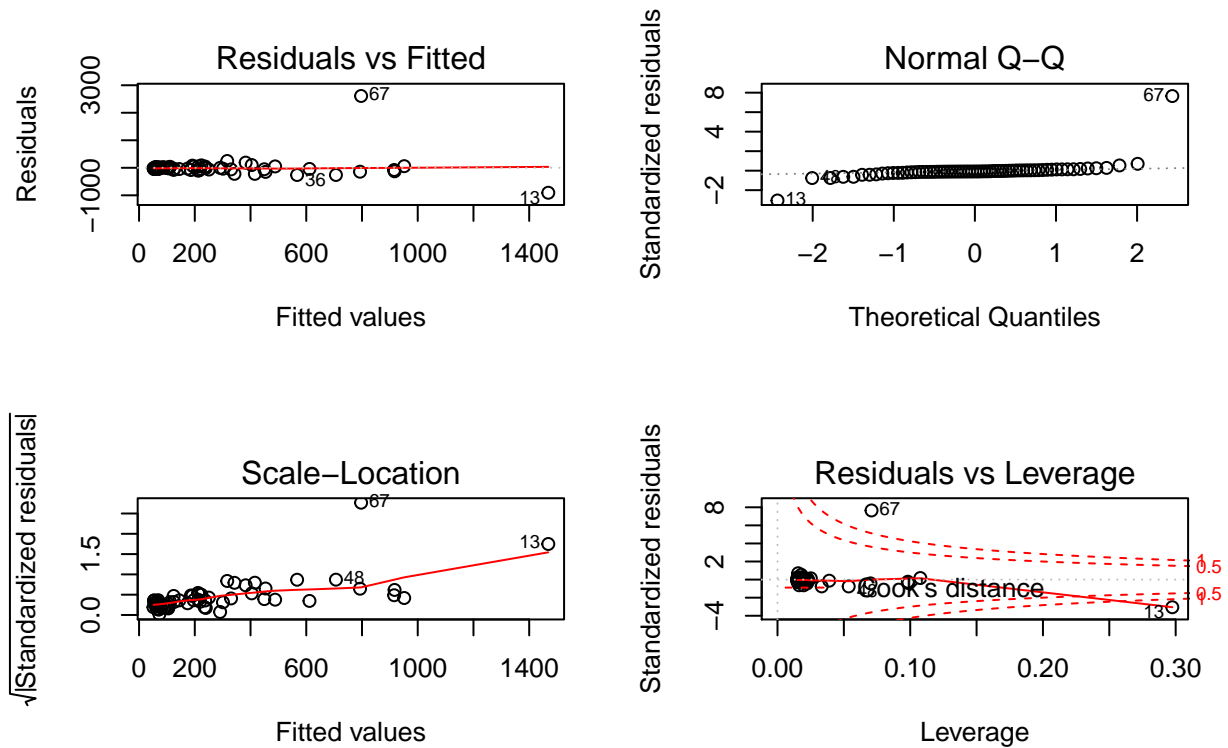 Residuals vs Fitted
Residuals
3000
−1000
67
36
13
0 200 600 1000 1400
Fitted values
Normal Q−Q
Standardized residuals
8
4
−2
67
13
−2 −1 0 1 2
Theoretical Quantiles
Scale−Location
√|Standardized residuals|
1.5
0.0
67
13
48
0 200 600 1000 1400
Fitted values
Residuals vs Leverage
Standardized residuals
8
2
−4
67
Cook's distance
13
1
0.5
0.5
1
0.00 0.10 0.20 0.30
Leverage